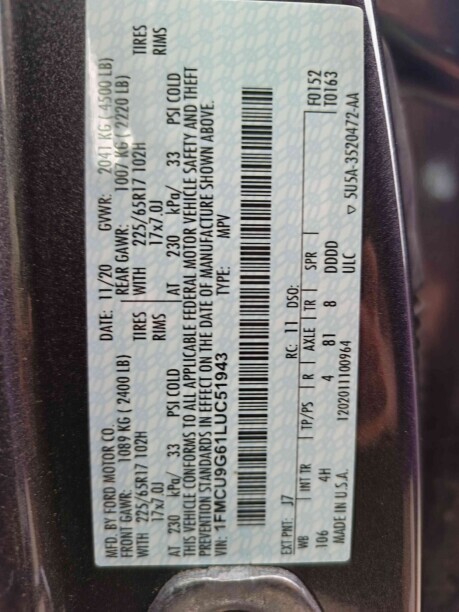 MFD. BY FORD MOTOR CO.
DATE: 11/20 GVWR: 2041 KG ( 4500 LB)
FRONT GAWR: 1089 KG ( 2400 LB) REAR GAWR: 1007 KG ( 2220 LB)
WITH 225/65R17 102H TIRES WITH 225/65R17 102H TIRES
17x7.0J RIMS 17x7.0J RIMS
AT 230 kPa/ 33 PSI COLD AT 230 kPa/ 33 PSI COLD
THIS VEHICLE CONFORMS TO ALL APPLICABLE FEDERAL MOTOR VEHICLE SAFETY AND THEFT
PREVENTION STANDARDS IN EFFECT ON THE DATE OF MANUFACTURE SHOWN ABOVE.
VIN: 1FMCU9G61LUC51943 TYPE: MPV
F0152
T0163
EXT PNT: J7 RC: 11 DSO:
WB INT TR TP/PS R AXLE TR SPR
106 4H 4 81 8 DDDD
MADE IN U.S.A. 1202011100964 ULC
5U5A-3520472-AA